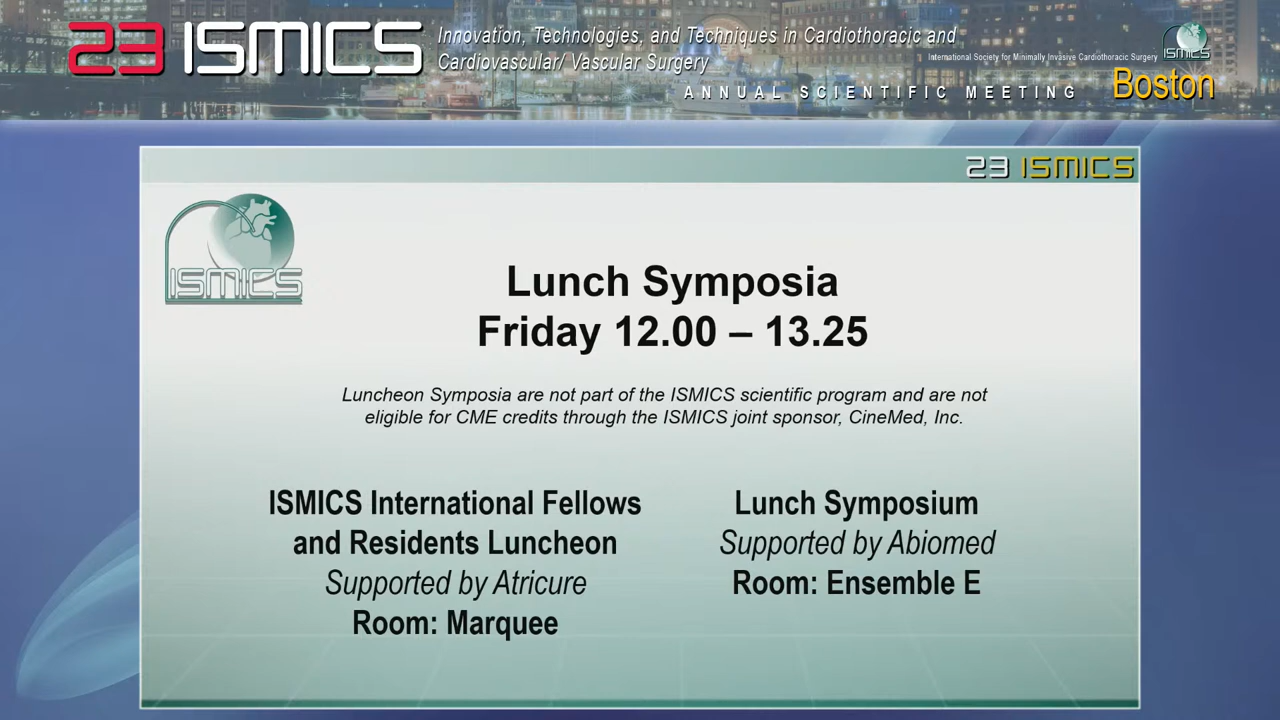 23 ISMICS
Innovation, Technologies, and Techniques in Cardiothoracic and
Cardiovascular/ Vascular Surgery
International Society for Minimally Invasive Cardiothoracic Surgery
ISMICS
ANNUAL SCIENTIFIC MEETING
Boston
23 ISMICS
ISMICS
Lunch Symposia
Friday 12.00 – 13.25
Luncheon Symposia are not part of the ISMICS scientific program and are not
eligible for CME credits through the ISMICS joint sponsor, CineMed, Inc.
ISMICS International Fellows
and Residents Luncheon
Supported by Atricure
Room: Marquee
Lunch Symposium
Supported by Abiomed
Room: Ensemble E